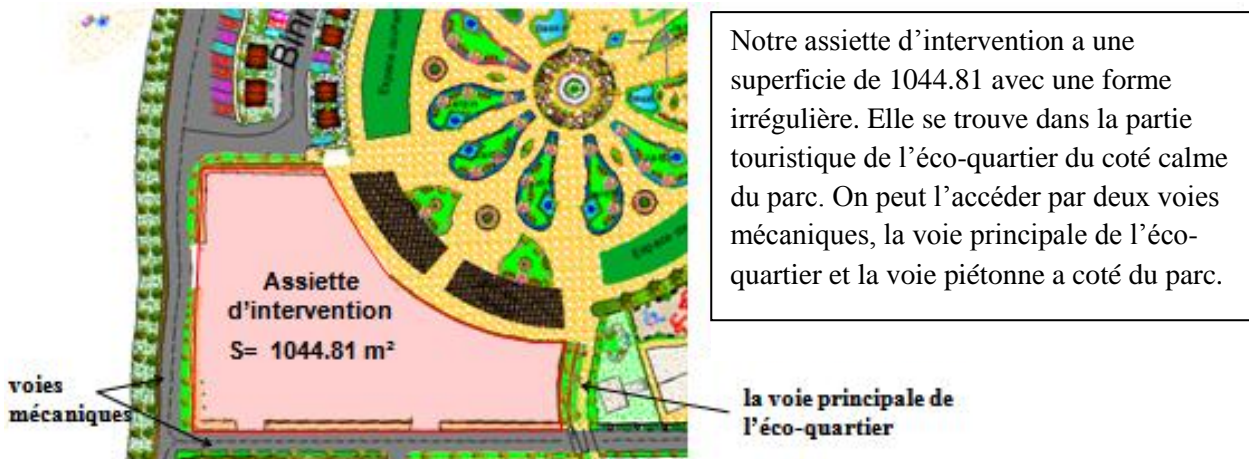 Bini
Notre assiette d’intervention a une
superficie de 1044.81 avec une forme
irrégulière. Elle se trouve dans la partie
touristique de l’éco-quartier du coté calme
du parc. On peut l’accéder par deux voies
mécaniques, la voie principale de l’éco-
quartier et la voie piétonne a coté du parc.
Assiette
d’intervention
S= 1044.81 m²
voies
mécaniques
la voie principale de
l’éco-quartier